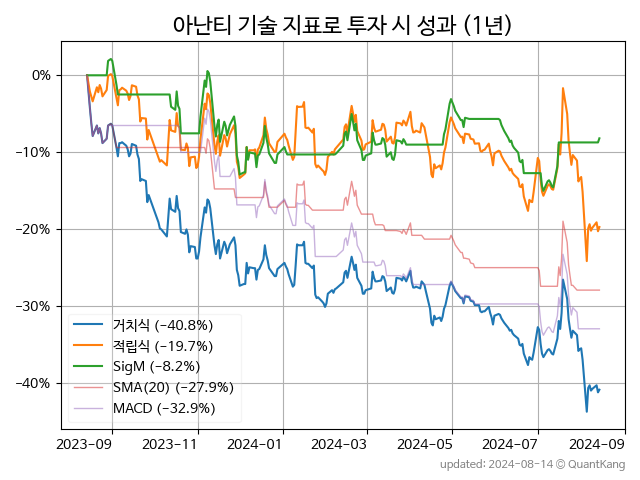 아난티 기술 지표로 투자 시 성과 (1년)
0%
−10%
−20%
−30%
−40%
거치식 (−40.8%)
적립식 (−19.7%)
SigM (−8.2%)
SMA(20) (−27.9%)
MACD (−32.9%)
2023-09 2023-11 2024-01 2024-03 2024-05 2024-07 2024-09
updated: 2024-08-14 © QuantKang